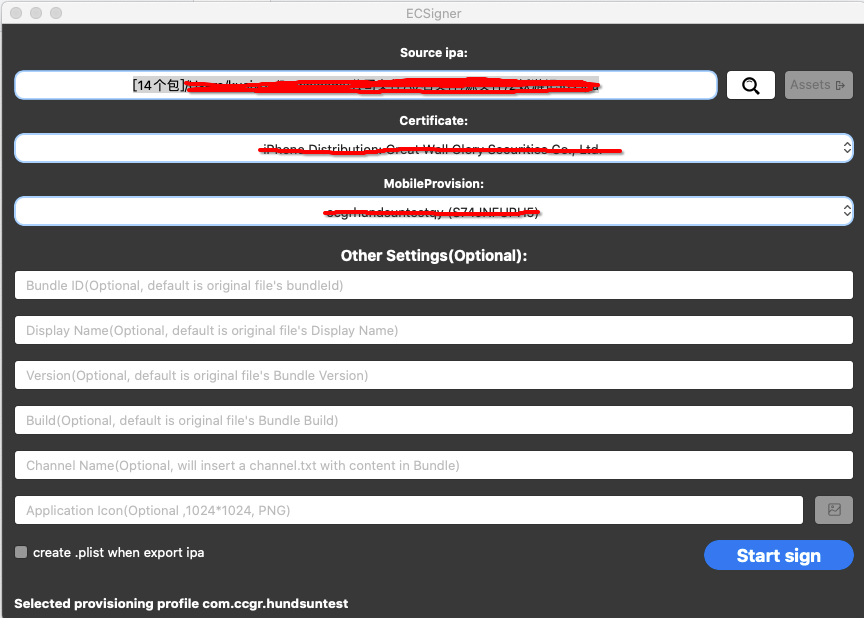 ECSigner
Source ipa:
[14个包]
Assets
Certificate:
iPhone Distribution: Great Wall Glory Securities Co., Ltd.
MobileProvision:
Other Settings(Optional):
Bundle ID(Optional, default is original file's bundleId)
Display Name(Optional, default is original file's Display Name)
Version(Optional, default is original file's Bundle Version)
Build(Optional, default is original file's Bundle Build)
Channel Name(Optional, will insert a channel.txt with content in Bundle)
Application Icon(Optional ,1024*1024, PNG)
create .plist when export ipa
Start sign
Selected provisioning profile com.ccgr.hundsuntest